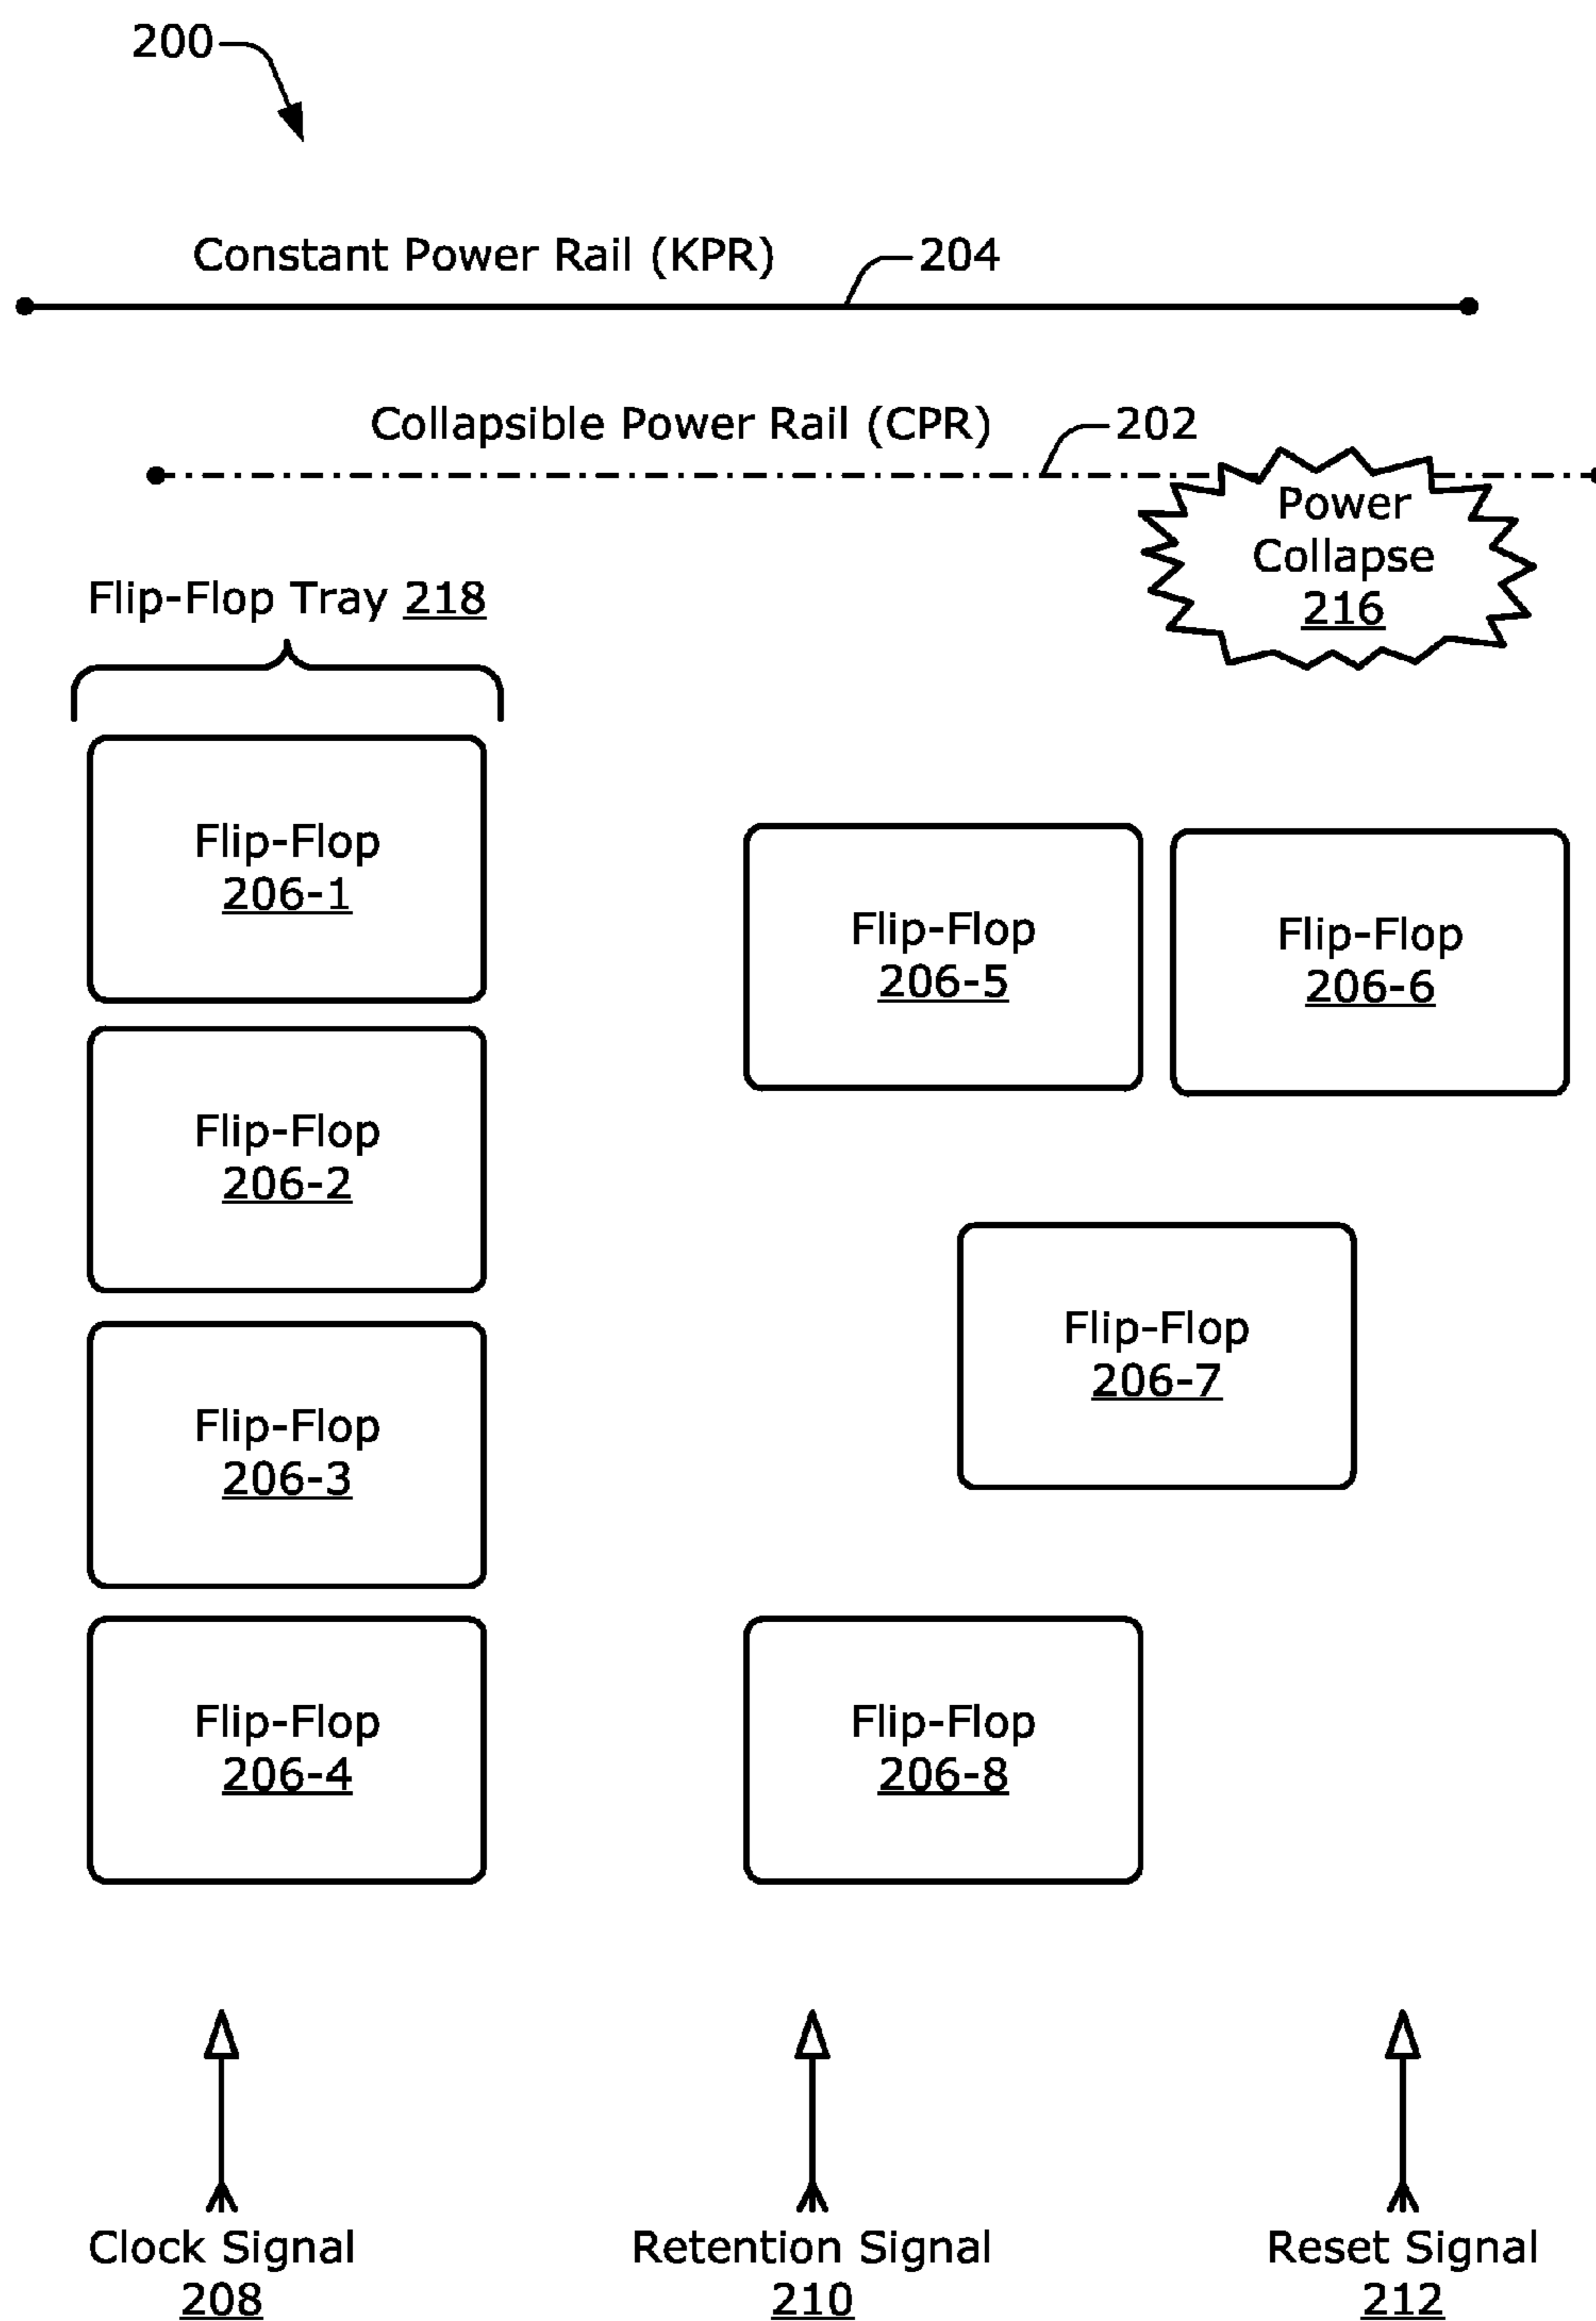 200
Constant Power Rail (KPR)
204
Collapsible Power Rail (CPR)
202
Power
Collapse
216
Flip-Flop Tray 218
Flip-Flop
206-1
Flip-Flop
206-5
Flip-Flop
206-6
Flip-Flop
206-2
Flip-Flop
206-7
Flip-Flop
206-3
Flip-Flop
206-4
Flip-Flop
206-8
Clock Signal
208
Retention Signal
210
Reset Signal
212